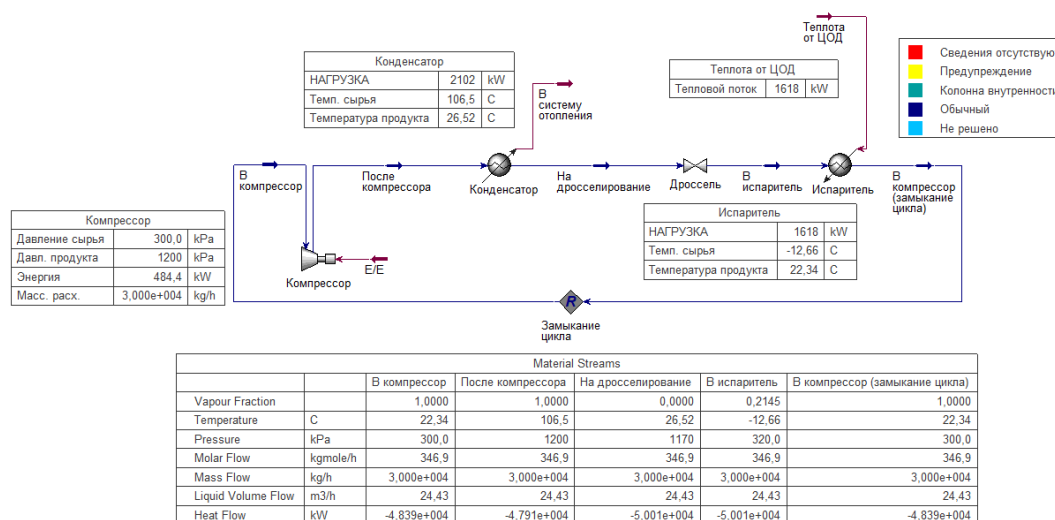 Теплота
от ЦОД
Конденсатор
НАГРУЗКА 2102 kW
Темп. сырья 106,5 C
Температура продукта 26,52 C
В
систему
отопления
Теплота от ЦОД
Тепловой поток 1618 kW
Сведения отсутствую
Предупреждение
Колонна внутренности
Обычный
Не решено
В
компрессор
После
компрессора
Конденсатор
На
дросселирование
Дроссель
В
испаритель
Испаритель
В
компрессор
(замыкание
цикла)
Компрессор
Давление сырья 300,0 kPa
Давл. продукта 1200 kPa
Энергия 484,4 kW
Масс. расх. 3,000e+004 kg/h
Компрессор
E/E
Испаритель
НАГРУЗКА 1618 kW
Темп. сырья -12,66 C
Температура продукта 22,34 C
R
Замыкание
цикла
Material Streams
В компрессор После компрессора На дросселирование В испаритель В компрессор (замыкание цикла)
Vapour Fraction 1,0000 1,0000 0,0000 0,2145 1,0000
Temperature C 22,34 106,5 26,52 -12,66 22,34
Pressure kPa 300,0 1200 1170 320,0 300,0
Molar Flow kgmole/h 346,9 346,9 346,9 346,9 346,9
Mass Flow kg/h 3,000e+004 3,000e+004 3,000e+004 3,000e+004 3,000e+004
Liquid Volume Flow m3/h 24,43 24,43 24,43 24,43 24,43
Heat Flow kW -4,839e+004 -4,791e+004 -5,001e+004 -5,001e+004 -4,839e+004